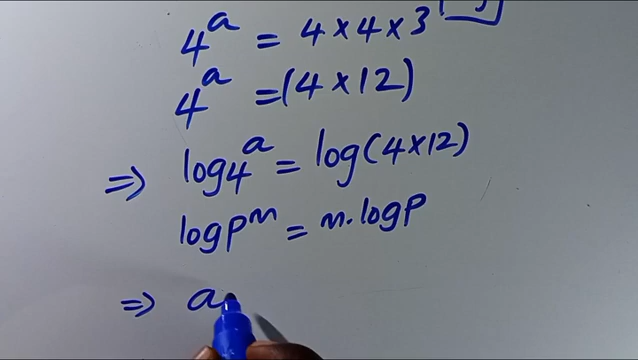 4^a = 4×4×3
4^a = (4×12)
⇒ log4^a = log(4×12)
logP^m = m·logP
⇒ a